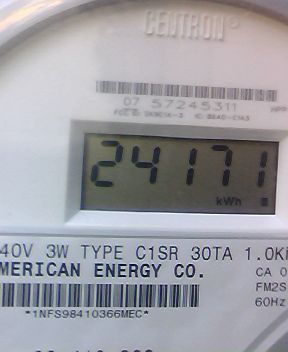 CENTRON®
07 57245311
24171
kWh
40V 3W TYPE C1SR 30TA 1.0K
MERICAN ENERGY CO.
CA 0
FM2S
60Hz
*1NFS98410366MEC*